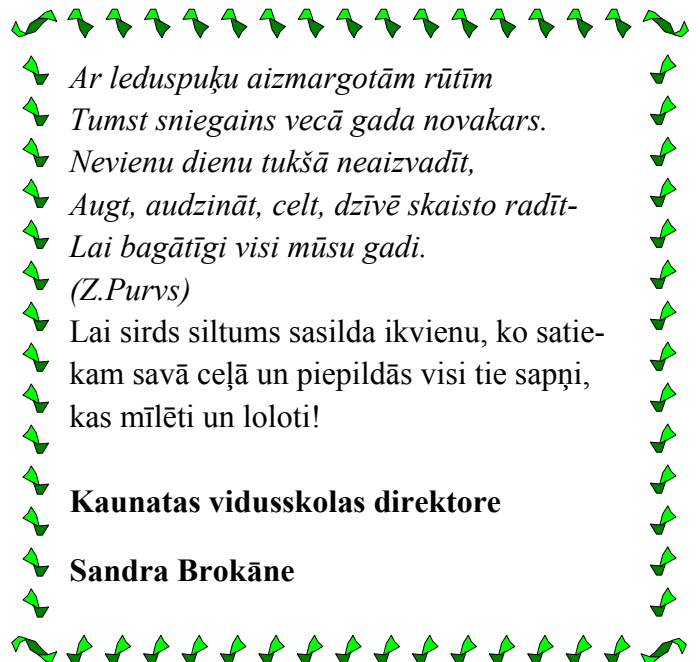 Ar leduspuķu aizmargotām rūtīm
Tumst sniegains vecā gada novakars.
Nevienu dienu tukšā neaizvadīt,
Augt, audzināt, celt, dzīvē skaisto radīt-
Lai bagātīgi visi mūsu gadi.
(Z.Purvs)
Lai sirds siltums sasilda ikvienu, ko satie-
kam savā ceļā un piepildās visi tie sapņi,
kas mīlēti un loloti!
Kaunatas vidusskolas direktore
Sandra Brokāne